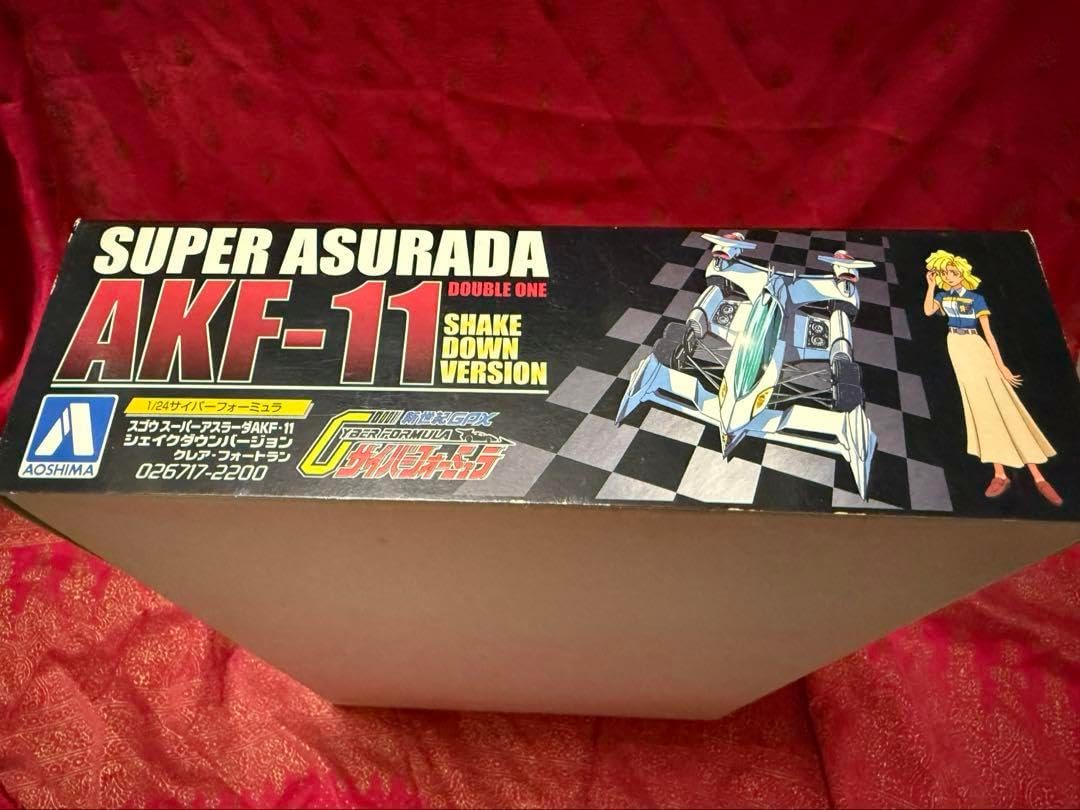 SUPER ASURADA
AKF-11
DOUBLE ONE
SHAKE
DOWN
VERSION
AOSHIMA
1/24サイバーフォーミュラ
スゴウ スーパーアスラーダAKF-11
シェイクダウンバージョン
クレア・フォートラン
026717-2200
新世紀GPX
CYBER FORMULA
サイバーフォーミュラ